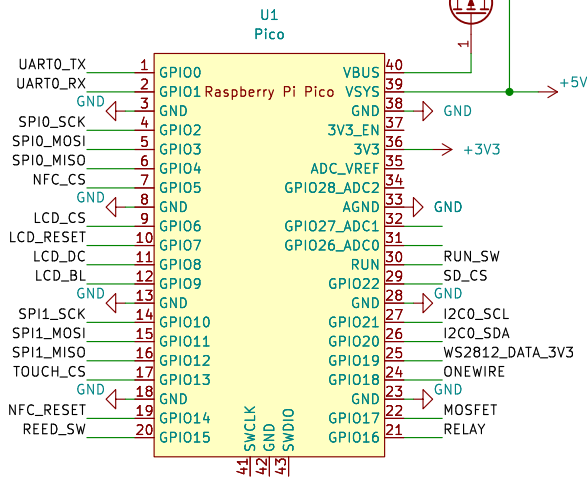 U1
Pico
1
UART0_TX 1 GPIO0 VBUS 40
UART0_RX 2 GPIO1 Raspberry Pi Pico VSYS 39 +5V
GND 3 GND GND 38 GND
SPI0_SCK 4 GPIO2 3V3_EN 37
SPI0_MOSI 5 GPIO3 3V3 36 +3V3
SPI0_MISO 6 GPIO4 ADC_VREF 35
NFC_CS 7 GPIO5 GPIO28_ADC2 34
GND 8 GND AGND 33 GND
LCD_CS 9 GPIO6 GPIO27_ADC1 32
LCD_RESET 10 GPIO7 GPIO26_ADC0 31
LCD_DC 11 GPIO8 RUN 30 RUN_SW
LCD_BL 12 GPIO9 GPIO22 29 SD_CS
GND 13 GND GND 28 GND
SPI1_SCK 14 GPIO10 GPIO21 27 I2C0_SCL
SPI1_MOSI 15 GPIO11 GPIO20 26 I2C0_SDA
SPI1_MISO 16 GPIO12 GPIO19 25 WS2812_DATA_3V3
TOUCH_CS 17 GPIO13 GPIO18 24 ONEWIRE
GND 18 GND GND 23 GND
NFC_RESET 19 GPIO14 GPIO17 22 MOSFET
REED_SW 20 GPIO15 GPIO16 21 RELAY
SWCLK GND SWDIO
41 42 43